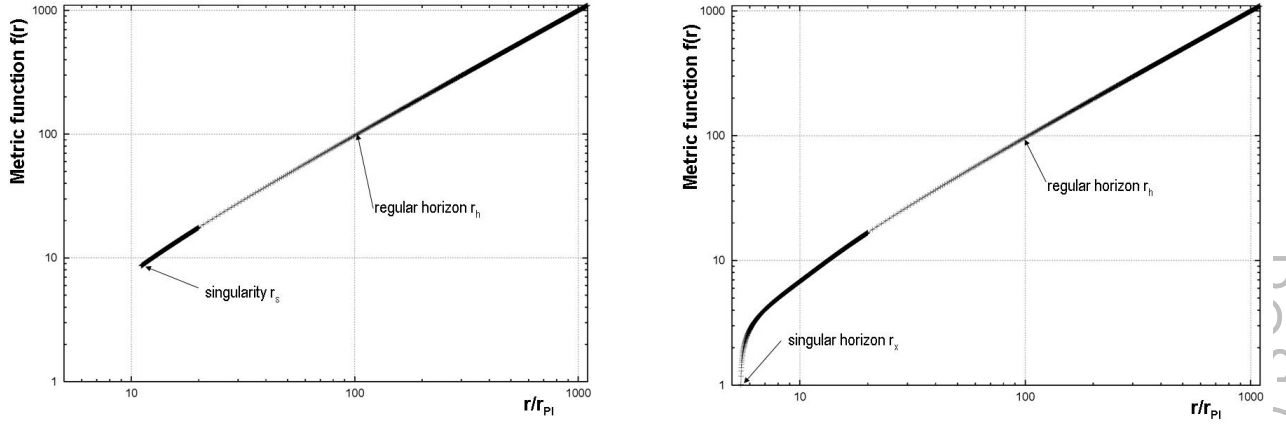 Metric function f(r)
1000
100
10
1
regular horizon r_h
singularity r_s
10
100
1000
r/r_Pl
Metric function f(r)
1000
100
10
1
regular horizon r_h
singular horizon r_x
10
100
1000
r/r_Pl